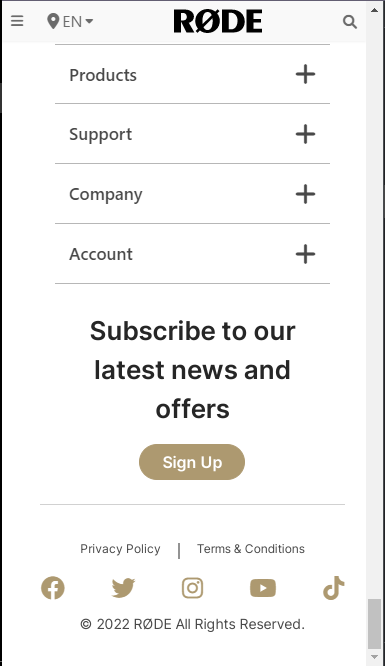 EN
RØDE
Products
Support
Company
Account
Subscribe to our
latest news and
offers
Sign Up
Privacy Policy | Terms & Conditions
© 2022 RØDE All Rights Reserved.